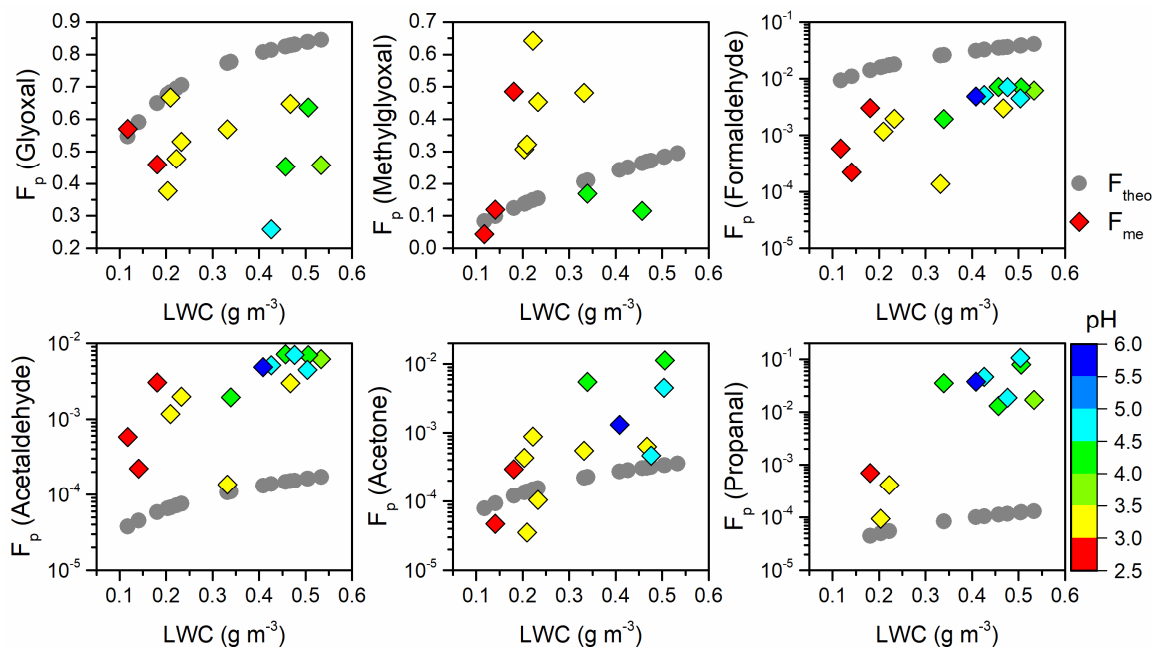 F_p (Glyoxal)
0.9
0.8
0.7
0.6
0.5
0.4
0.3
0.2
0.1 0.2 0.3 0.4 0.5 0.6
LWC (g m⁻³)
F_p (Methylglyoxal)
0.7
0.6
0.5
0.4
0.3
0.2
0.1
0.0
0.1 0.2 0.3 0.4 0.5 0.6
LWC (g m⁻³)
F_p (Formaldehyde)
10⁻¹
10⁻²
10⁻³
10⁻⁴
10⁻⁵
0.1 0.2 0.3 0.4 0.5 0.6
LWC (g m⁻³)
F_theo
F_me
F_p (Acetaldehyde)
10⁻²
10⁻³
10⁻⁴
10⁻⁵
0.1 0.2 0.3 0.4 0.5 0.6
LWC (g m⁻³)
F_p (Acetone)
10⁻²
10⁻³
10⁻⁴
10⁻⁵
0.1 0.2 0.3 0.4 0.5 0.6
LWC (g m⁻³)
F_p (Propanal)
10⁻¹
10⁻²
10⁻³
10⁻⁴
10⁻⁵
0.1 0.2 0.3 0.4 0.5 0.6
LWC (g m⁻³)
pH
6.0
5.5
5.0
4.5
4.0
3.5
3.0
2.5